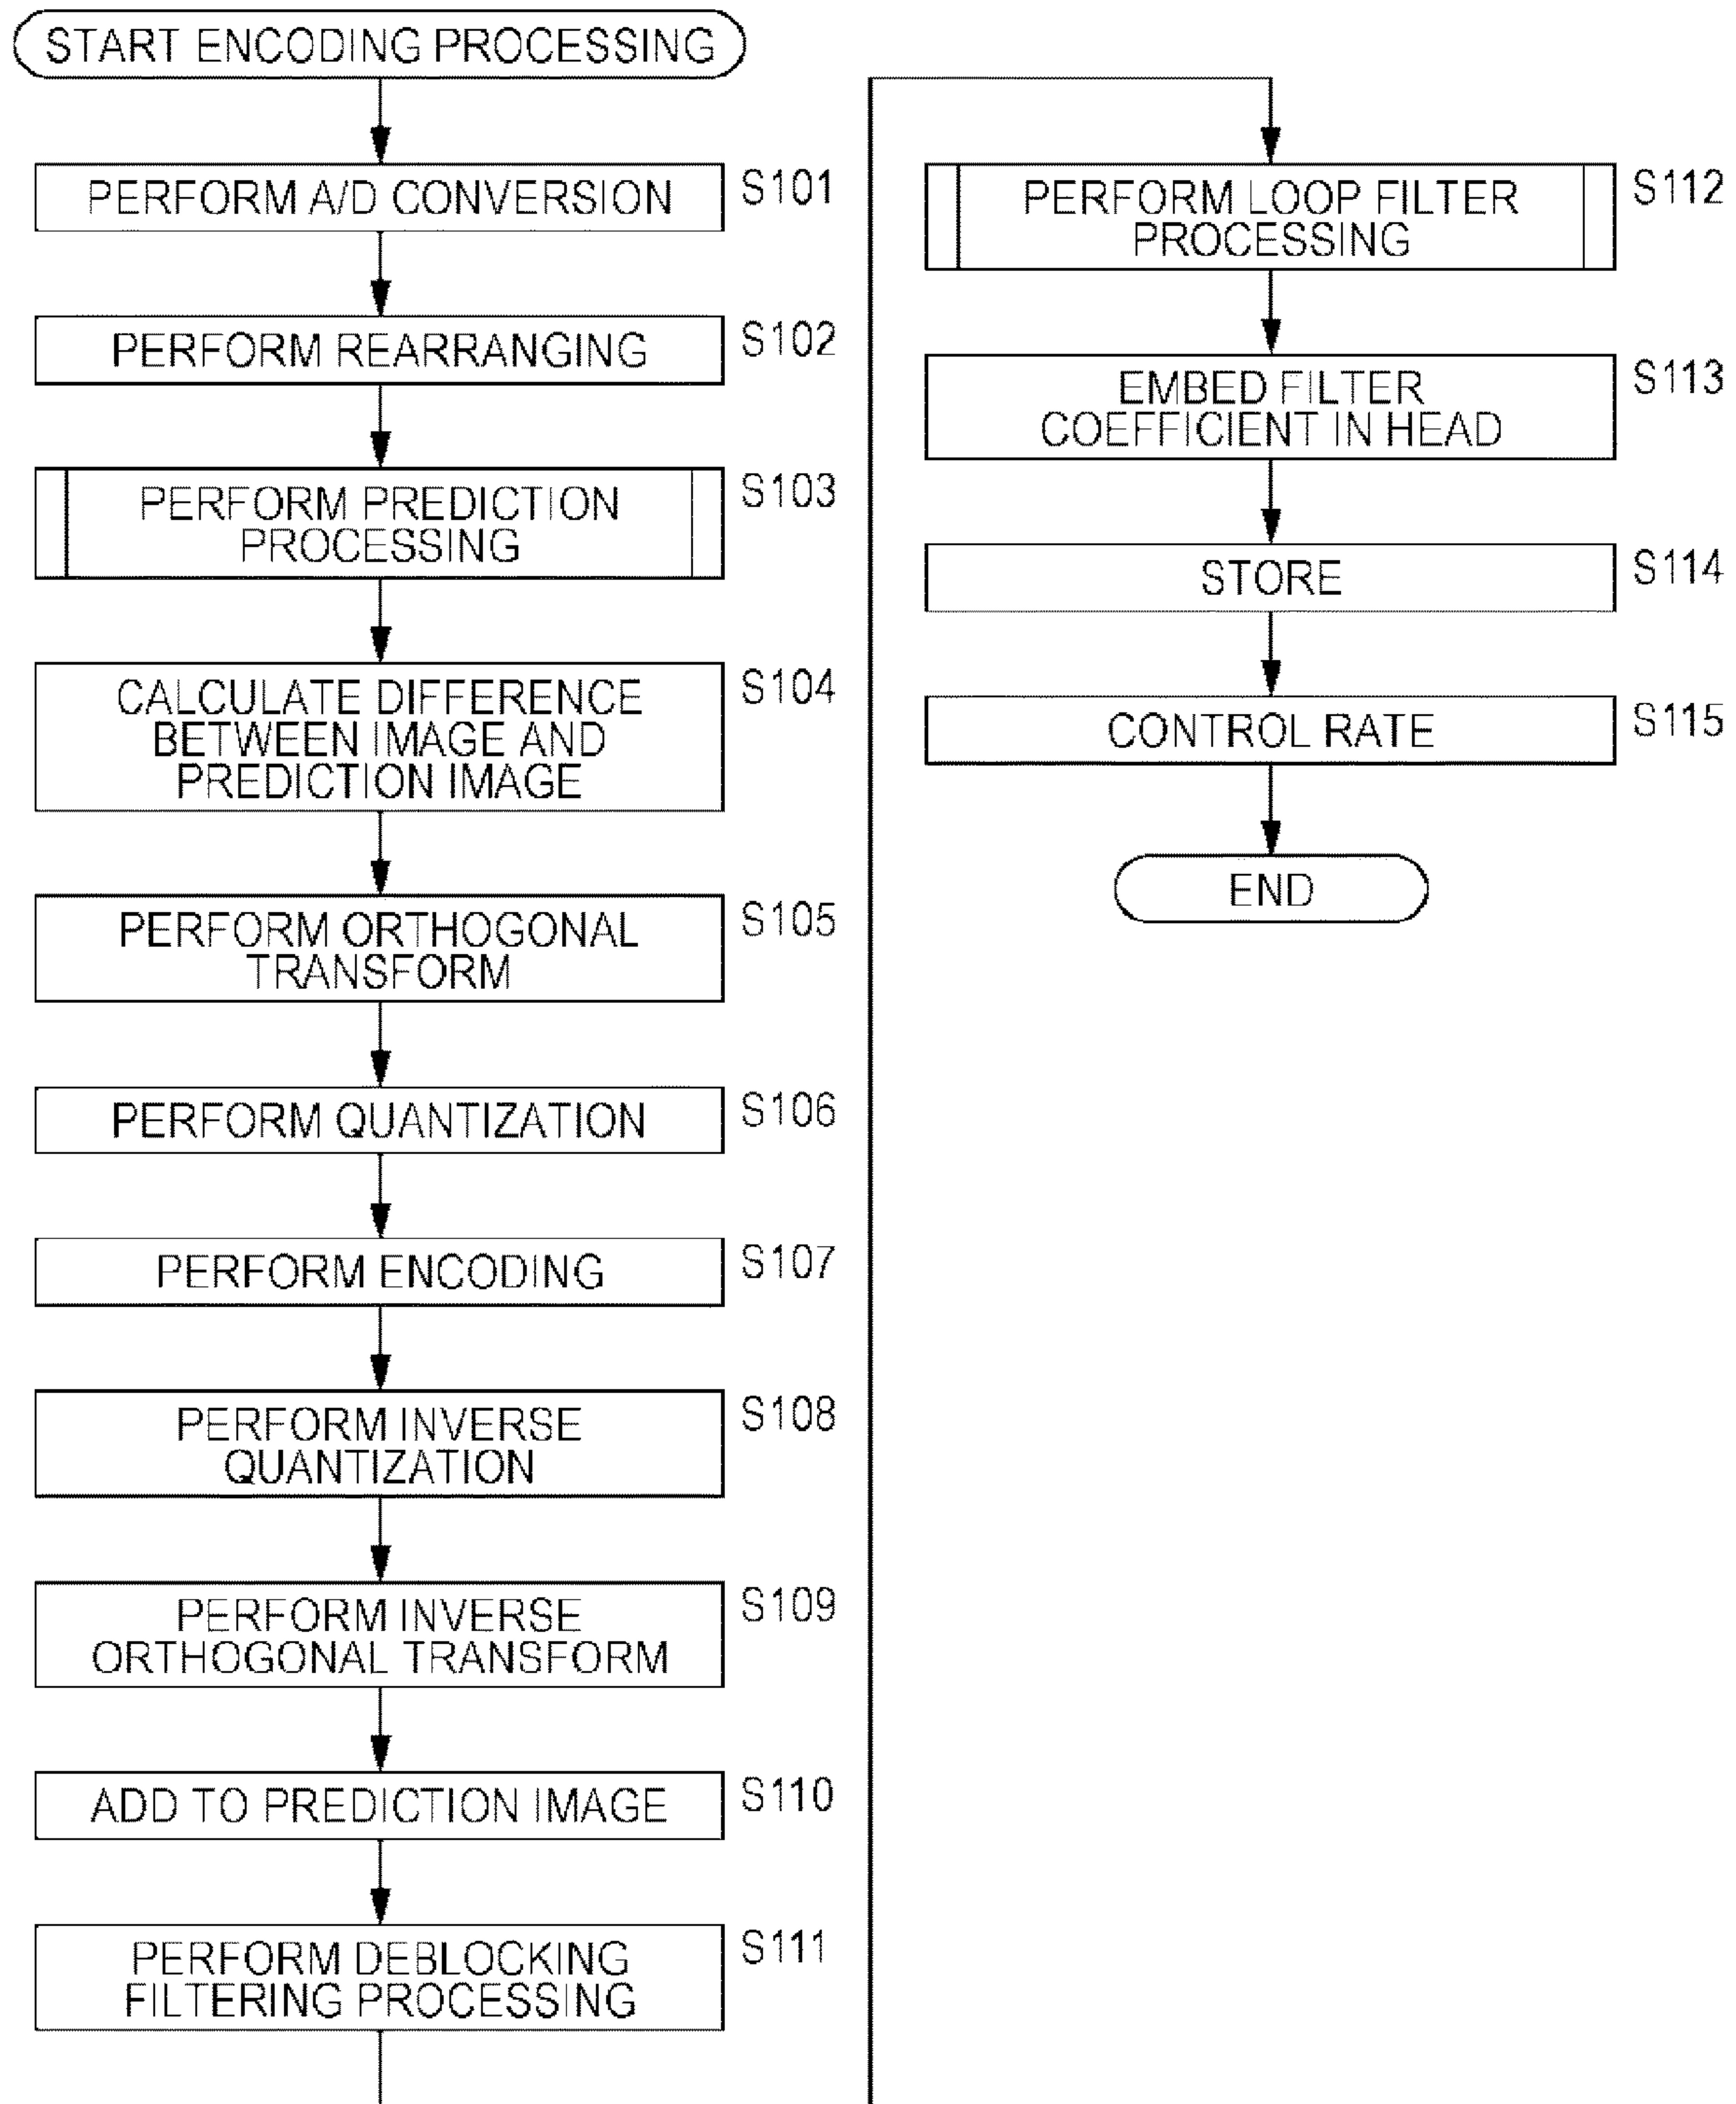 START ENCODING PROCESSING
PERFORM A/D CONVERSION
S101
PERFORM REARRANGING
S102
PERFORM PREDICTION
PROCESSING
S103
CALCULATE DIFFERENCE
BETWEEN IMAGE AND
PREDICTION IMAGE
S104
PERFORM ORTHOGONAL
TRANSFORM
S105
PERFORM QUANTIZATION
S106
PERFORM ENCODING
S107
PERFORM INVERSE
QUANTIZATION
S108
PERFORM INVERSE
ORTHOGONAL TRANSFORM
S109
ADD TO PREDICTION IMAGE
S110
PERFORM DEBLOCKING
FILTERING PROCESSING
S111
PERFORM LOOP FILTER
PROCESSING
S112
EMBED FILTER
COEFFICIENT IN HEAD
S113
STORE
S114
CONTROL RATE
S115
END